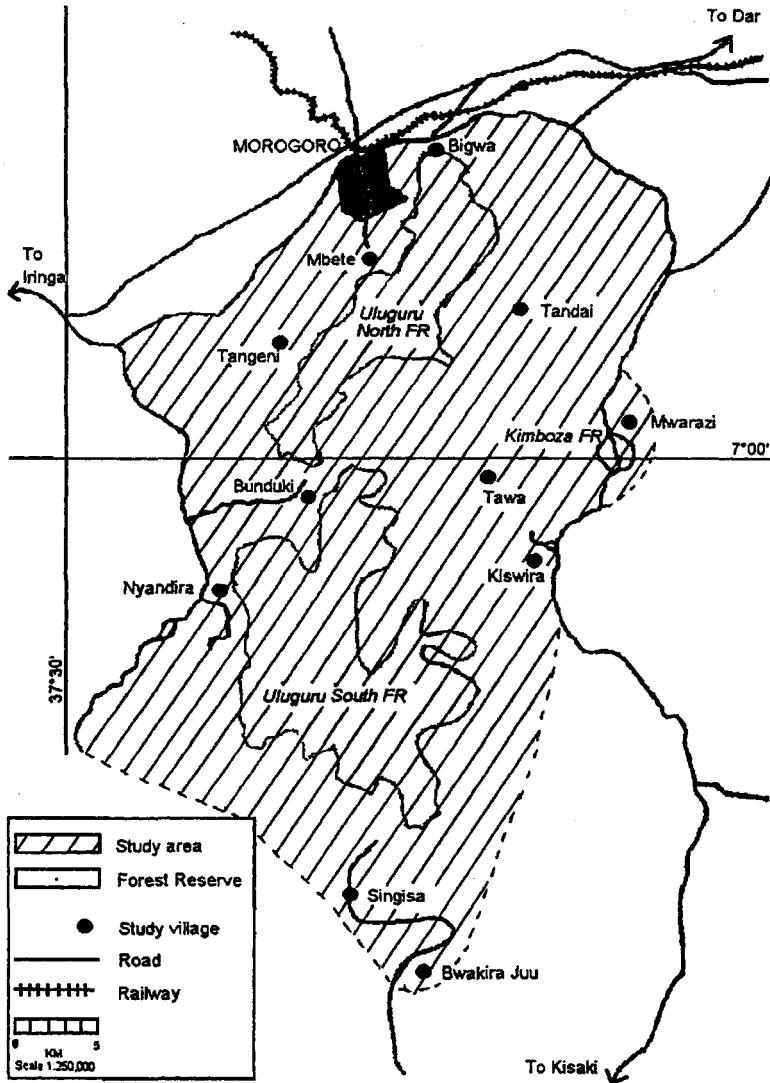 To Dar
MOROGORO
Bigwa
To
Iringa
Mbete
Uluguru
North FR
Tandai
Tangeni
Mwarazi
Kimboza FR
7°00'
Bunduki
Tawa
Kiswira
Nyandira
37°30'
Uluguru South FR
Study area
Forest Reserve
Study village
Road
Railway
0 5
KM
Scale 1:250,000
Singisa
Bwakira Juu
To Kisaki